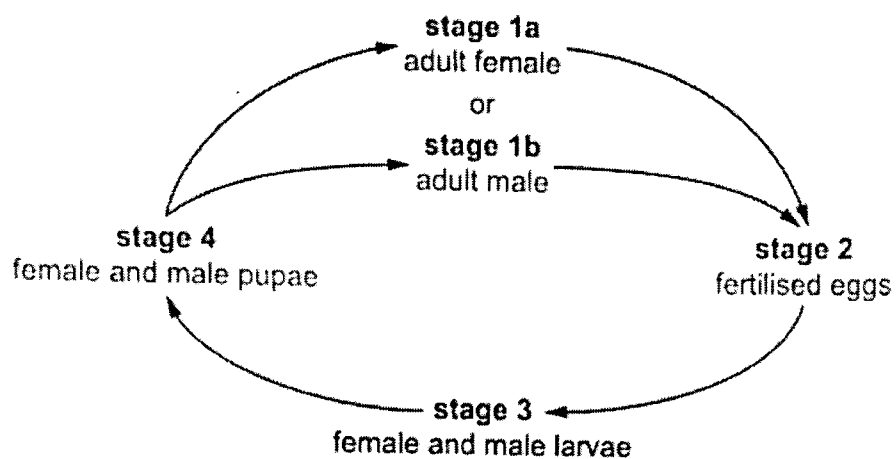 stage 1a
adult female
or
stage 1b
adult male
stage 4
female and male pupae
stage 2
fertilised eggs
stage 3
female and male larvae